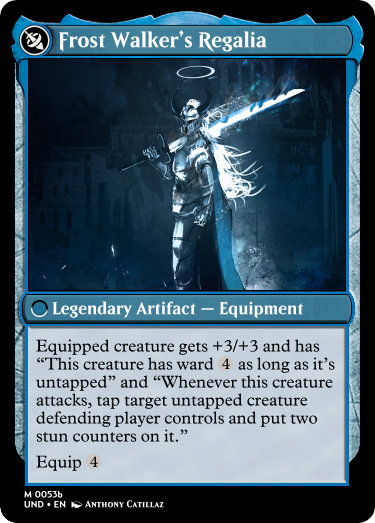 Frost Walker's Regalia
Legendary Artifact — Equipment
Equipped creature gets +3/+3 and has
“This creature has ward 4 as long as it's
untapped” and “Whenever this creature
attacks, tap target untapped creature
defending player controls and put two
stun counters on it.”
Equip 4
M 0053b
UND • EN Anthony Catillaz